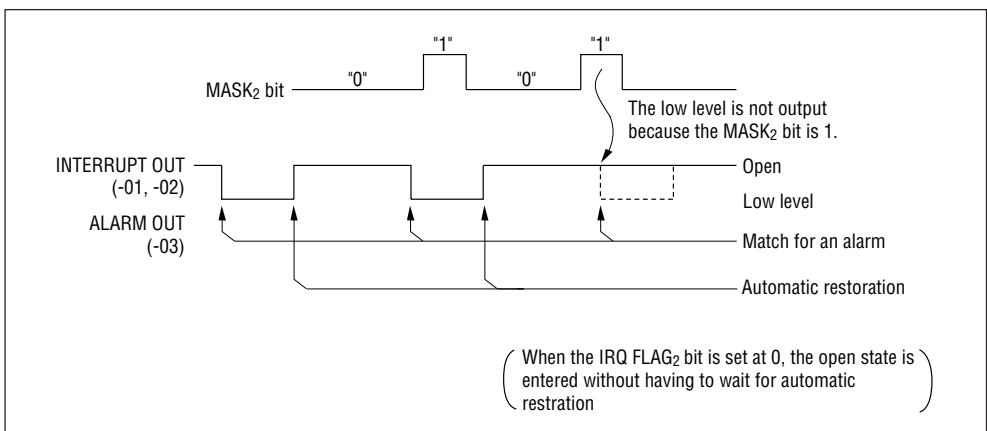 "1" "1"
MASK2 bit "0" "0"
The low level is not output
because the MASK2 bit is 1.
INTERRUPT OUT
(-01, -02)
Open
Low level
ALARM OUT
(-03)
Match for an alarm
Automatic restoration
When the IRQ FLAG2 bit is set at 0, the open state is
entered without having to wait for automatic
restration